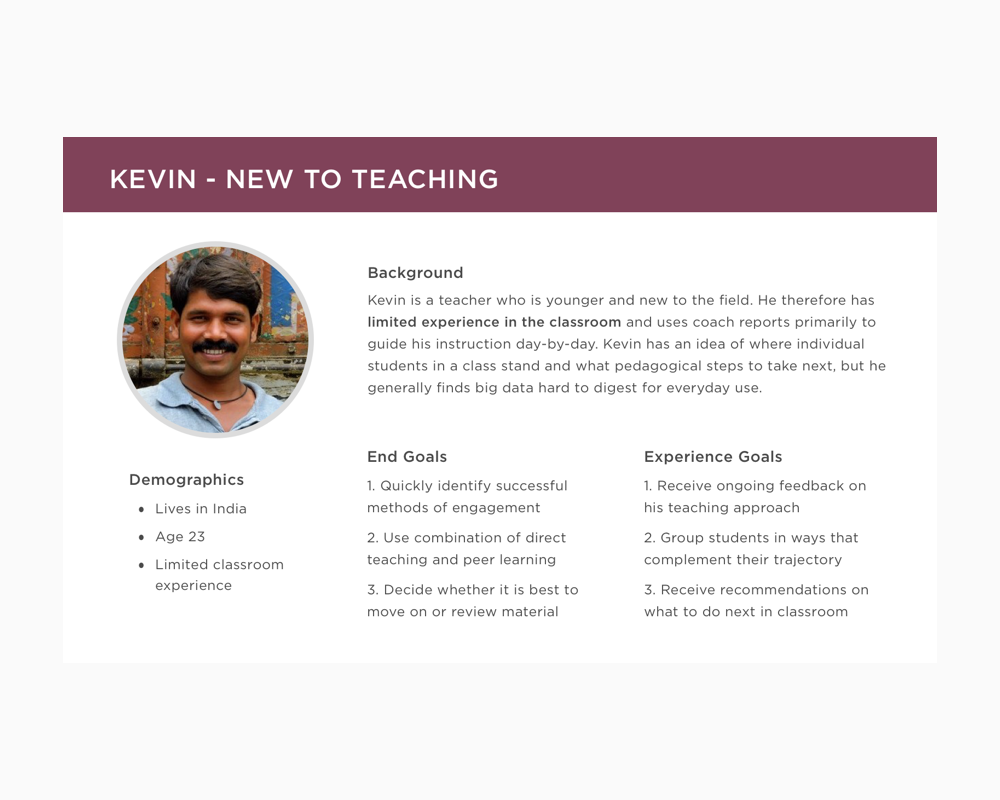 KEVIN - NEW TO TEACHING
Background
Kevin is a teacher who is younger and new to the field. He therefore has
limited experience in the classroom and uses coach reports primarily to
guide his instruction day-by-day. Kevin has an idea of where individual
students in a class stand and what pedagogical steps to take next, but he
generally finds big data hard to digest for everyday use.
Demographics
• Lives in India
• Age 23
• Limited classroom
experience
End Goals
1. Quickly identify successful
methods of engagement
2. Use combination of direct
teaching and peer learning
3. Decide whether it is best to
move on or review material
Experience Goals
1. Receive ongoing feedback on
his teaching approach
2. Group students in ways that
complement their trajectory
3. Receive recommendations on
what to do next in classroom